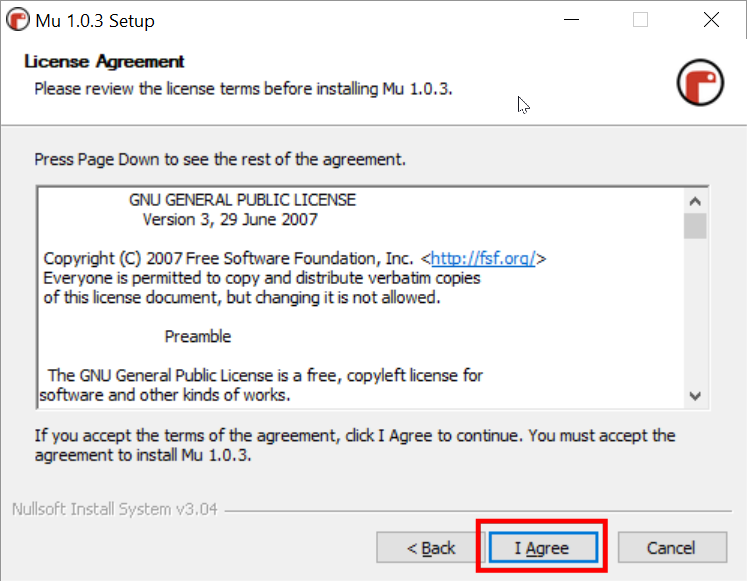 Mu 1.0.3 Setup
License Agreement
Please review the license terms before installing Mu 1.0.3.
Press Page Down to see the rest of the agreement.
GNU GENERAL PUBLIC LICENSE
Version 3, 29 June 2007
Copyright (C) 2007 Free Software Foundation, Inc. <http://fsf.org/>
Everyone is permitted to copy and distribute verbatim copies
of this license document, but changing it is not allowed.
Preamble
The GNU General Public License is a free, copyleft license for
software and other kinds of works.
If you accept the terms of the agreement, click I Agree to continue. You must accept the
agreement to install Mu 1.0.3.
Nullsoft Install System v3.04
< Back I Agree Cancel